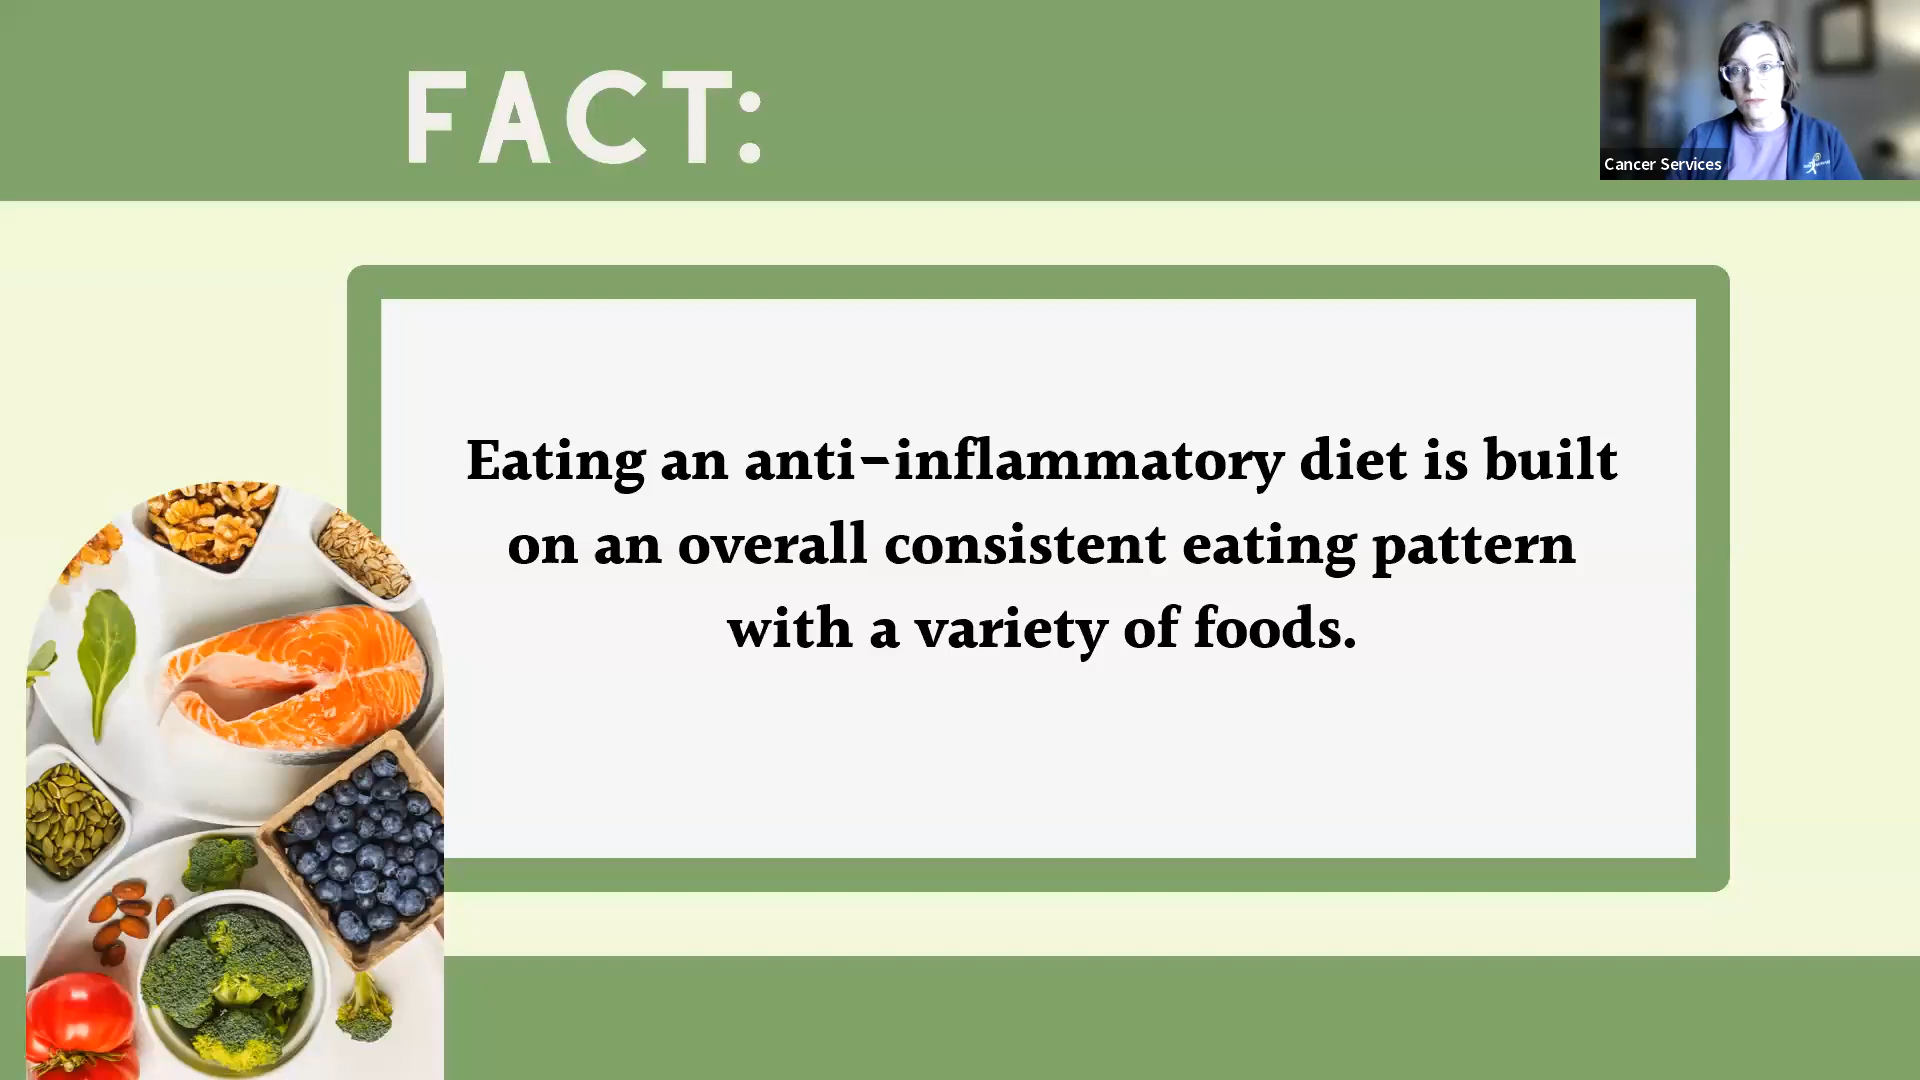 FACT:
Cancer Services
Eating an anti-inflammatory diet is built
on an overall consistent eating pattern
with a variety of foods.